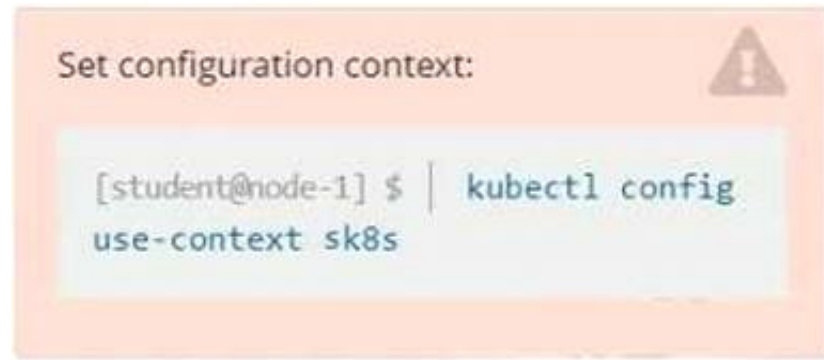 Set configuration context:
[student@node-1] $ | kubectl config
use-context sk8s